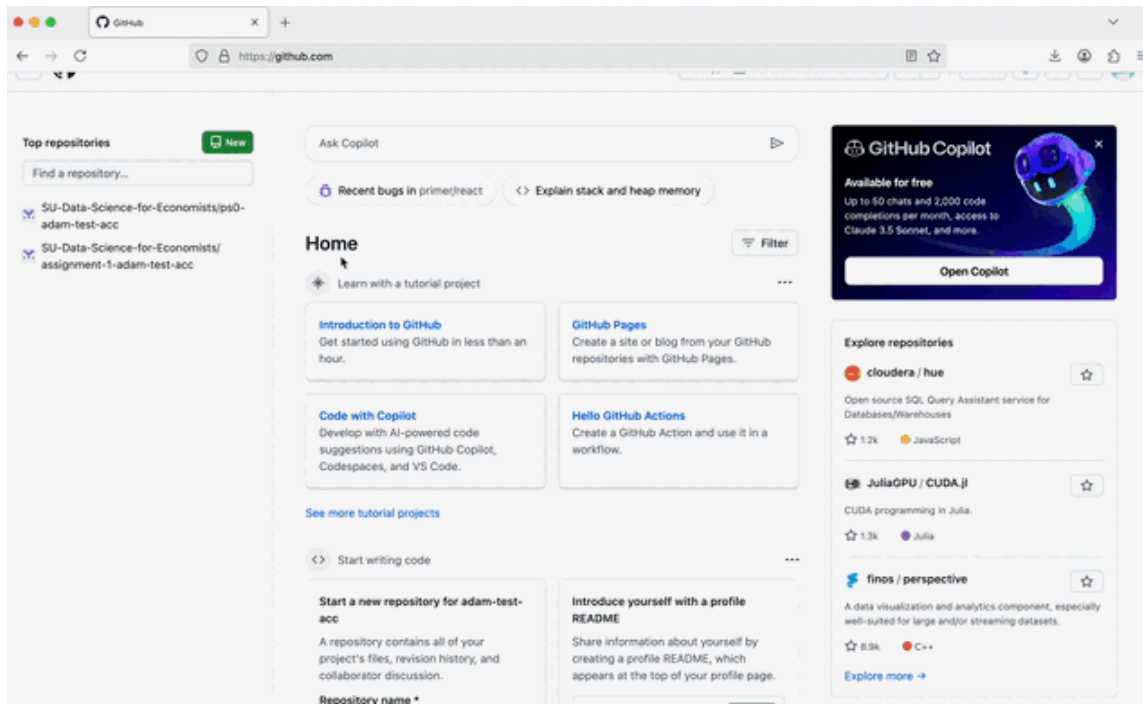 GitHub
https://github.com
Top repositories
New
Find a repository...
SU-Data-Science-for-Economists/ps0-
adam-test-acc
SU-Data-Science-for-Economists/
assignment-1-adam-test-acc
Ask Copilot
Recent bugs in primer/react
Explain stack and heap memory
Home
Filter
Learn with a tutorial project
Introduction to GitHub
Get started using GitHub in less than an
hour.
GitHub Pages
Create a site or blog from your GitHub
repositories with GitHub Pages.
Code with Copilot
Develop with AI-powered code
suggestions using GitHub Copilot,
Codespaces, and VS Code.
Hello GitHub Actions
Create a GitHub Action and use it in a
workflow.
See more tutorial projects
Start writing code
Start a new repository for adam-test-
acc
A repository contains all of your
project's files, revision history, and
collaborator discussion.
Repository name *
Introduce yourself with a profile
README
Share information about yourself by
creating a profile README, which
appears at the top of your profile page.
GitHub Copilot
Available for free
Up to 50 chats and 2,000 code
completions per month, access to
Claude 3.5 Sonnet, and more.
Open Copilot
Explore repositories
cloudera / hue
Open source SQL Query Assistant service for
Databases/Warehouses
1.2k JavaScript
JuliaGPU / CUDA.jl
CUDA programming in Julia.
1.3k Julia
finos / perspective
A data visualization and analytics component, especially
well-suited for large and/or streaming datasets.
8.9k C++
Explore more →